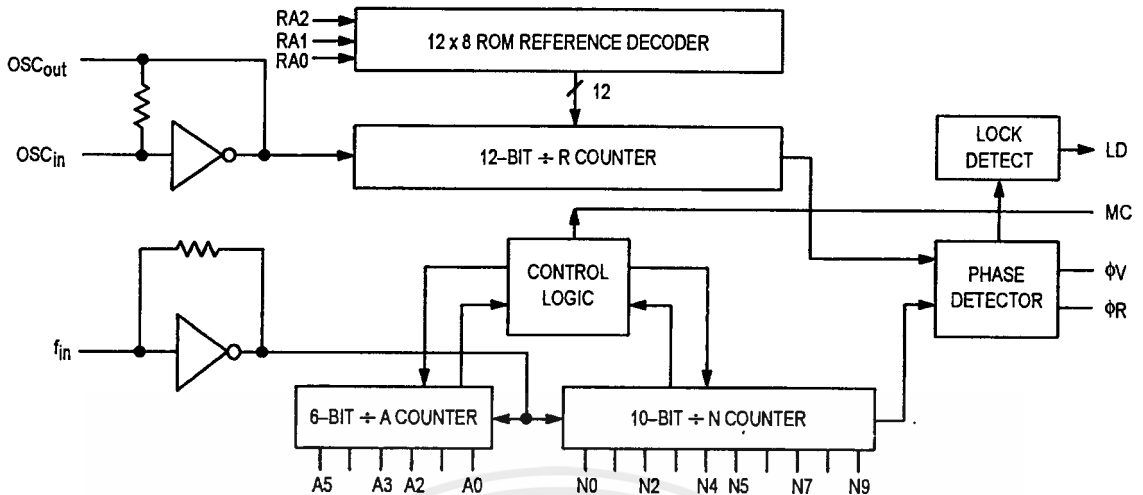 RA2
RA1
RA0
12 x 8 ROM REFERENCE DECODER
OSCout
12
OSCin
12–BIT ÷ R COUNTER
LOCK
DETECT
LD
MC
CONTROL
LOGIC
PHASE
DETECTOR
ϕV
ϕR
fin
6–BIT ÷ A COUNTER
10–BIT ÷ N COUNTER
A5 A3 A2 A0 N0 N2 N4 N5 N7 N9